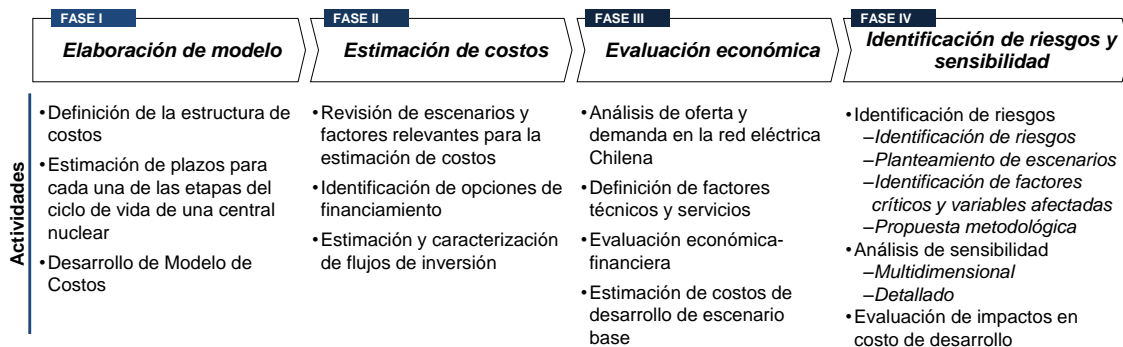 FASE I
Elaboración de modelo
FASE II
Estimación de costos
FASE III
Evaluación económica
FASE IV
Identificación de riesgos y
sensibilidad
Actividades
•Definición de la estructura de
costos
•Estimación de plazos para
cada una de las etapas del
ciclo de vida de una central
nuclear
•Desarrollo de Modelo de
Costos
•Revisión de escenarios y
factores relevantes para la
estimación de costos
•Identificación de opciones de
financiamiento
•Estimación y caracterización
de flujos de inversión
•Análisis de oferta y
demanda en la red eléctrica
Chilena
•Definición de factores
técnicos y servicios
•Evaluación económica-
financiera
•Estimación de costos de
desarrollo de escenario
base
•Identificación de riesgos
–Identificación de riesgos
–Planteamiento de escenarios
–Identificación de factores
críticos y variables afectadas
–Propuesta metodológica
•Análisis de sensibilidad
–Multidimensional
–Detallado
•Evaluación de impactos en
costo de desarrollo